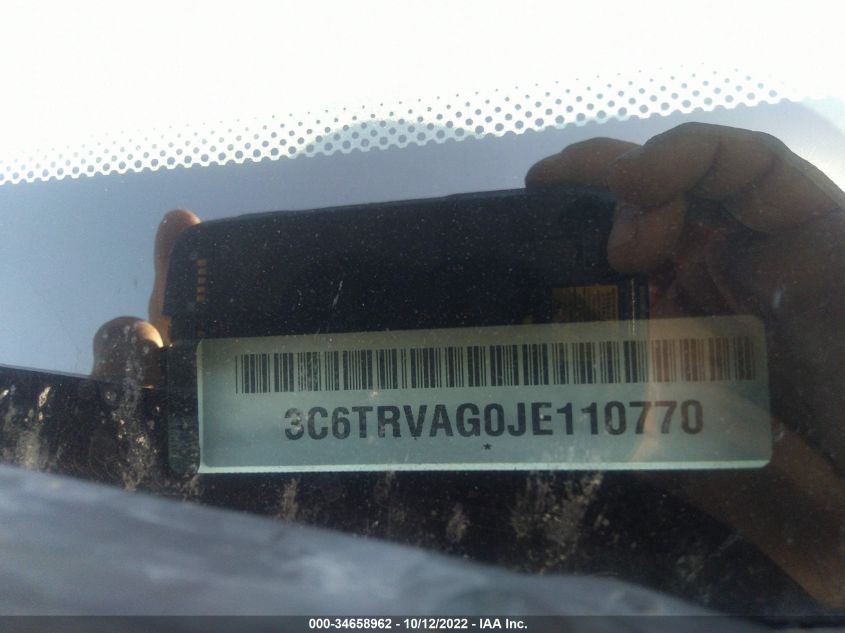 3C6TRVAG0JE110770
*
000-34658962 - 10/12/2022 - IAA Inc.